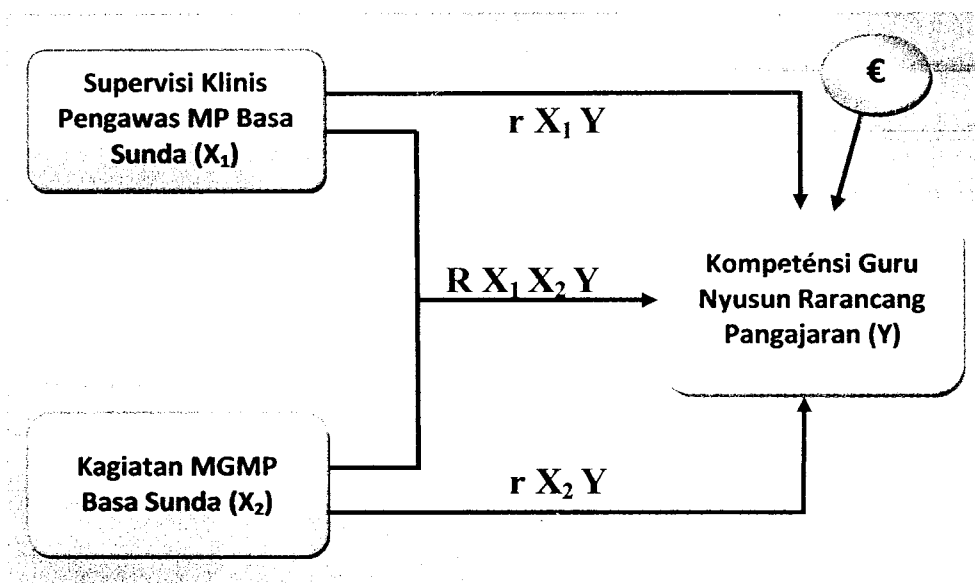 Supervisi Klinis
Pengawas MP Basa
Sunda (X₁)
r X₁ Y
€
R X₁ X₂ Y
Kompeténsi Guru
Nyusun Rarancang
Pangajaran (Y)
Kagiatan MGMP
Basa Sunda (X₂)
r X₂ Y